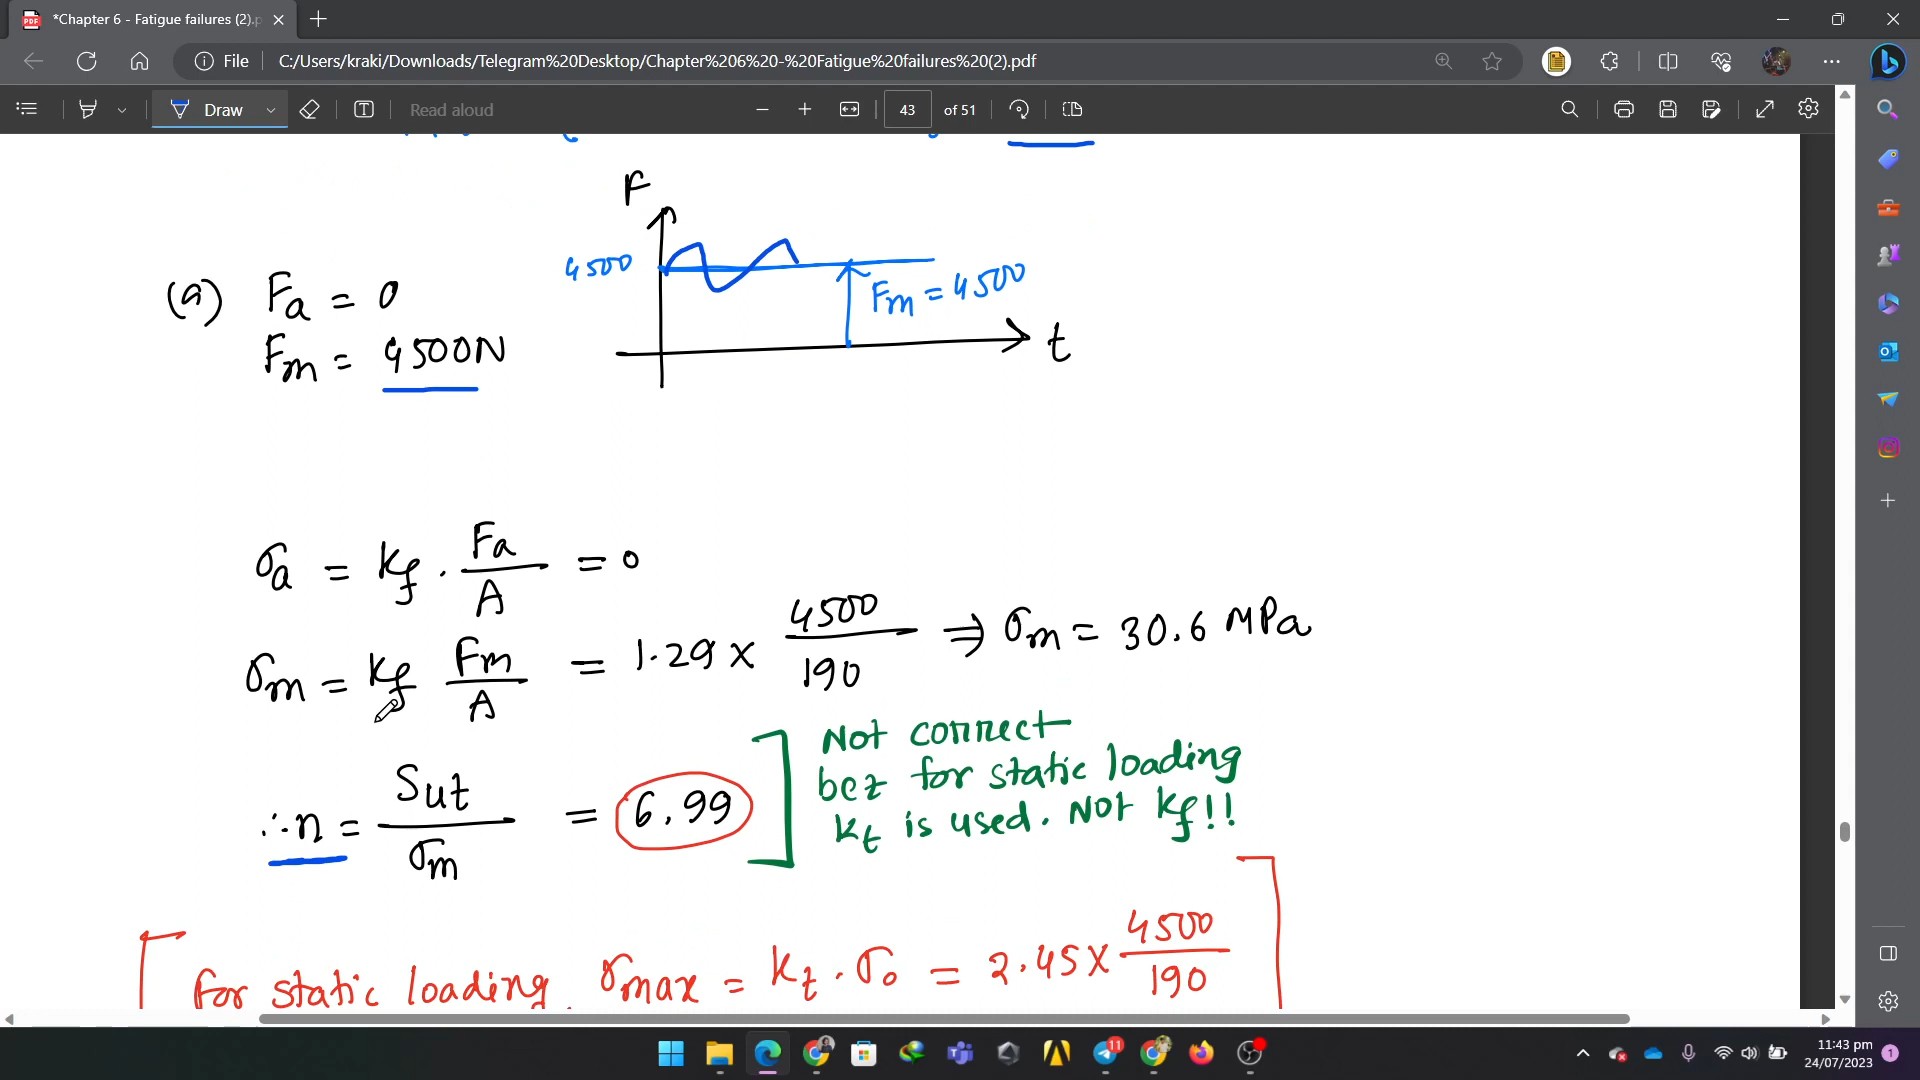 *Chapter 6 - Fatigue failures (2).p
File
C:/Users/kraki/Downloads/Telegram%20Desktop/Chapter%206%20-%20Fatigue%20failures%20(2).pdf
Draw
Read aloud
43 of 51
F
4500
(a) Fa = 0
Fm = 4500
Fm = 4500N
t
σa = kf . Fa/A = 0
σm = kf Fm/A = 1.29 × 4500/190 ⇒ σm = 30.6 MPa
Not correct
∴ n = Sut/σm = 6.99
bcz for static loading
kt is used. NOT kf!!
For static loading, σmax = kt . σo = 2.45 × 4500/190
11
11:43 pm
24/07/2023
1